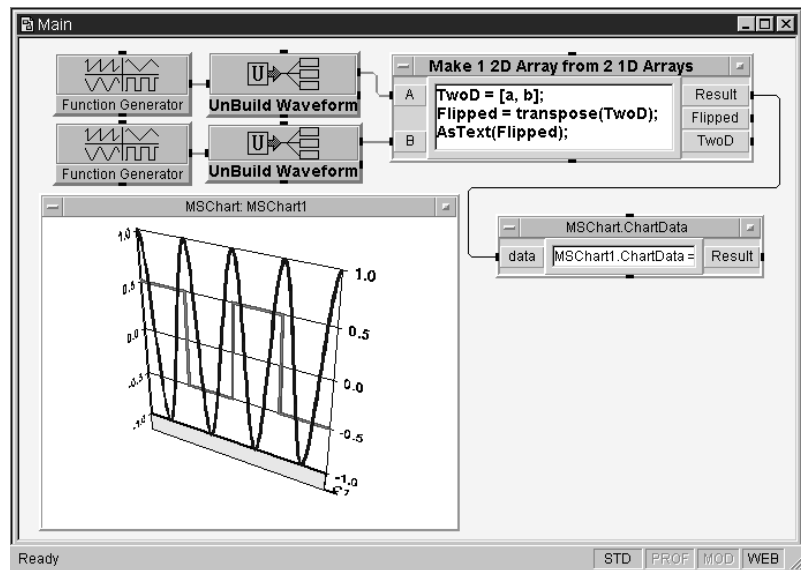 Main
Function Generator
UnBuild Waveform
Make 1 2D Array from 2 1D Arrays
A
B
TwoD = [a, b];
Flipped = transpose(TwoD);
AsText(Flipped);
Result
Flipped
TwoD
Function Generator
UnBuild Waveform
MSChart: MSChart1
1.0
0.5
0.0
-0.5
-1.0
1.0
0.5
0.0
-0.5
-1.0
MSChart.ChartData
data
MSChart1.ChartData =
Result
Ready
STD
PROF
MOD
WEB